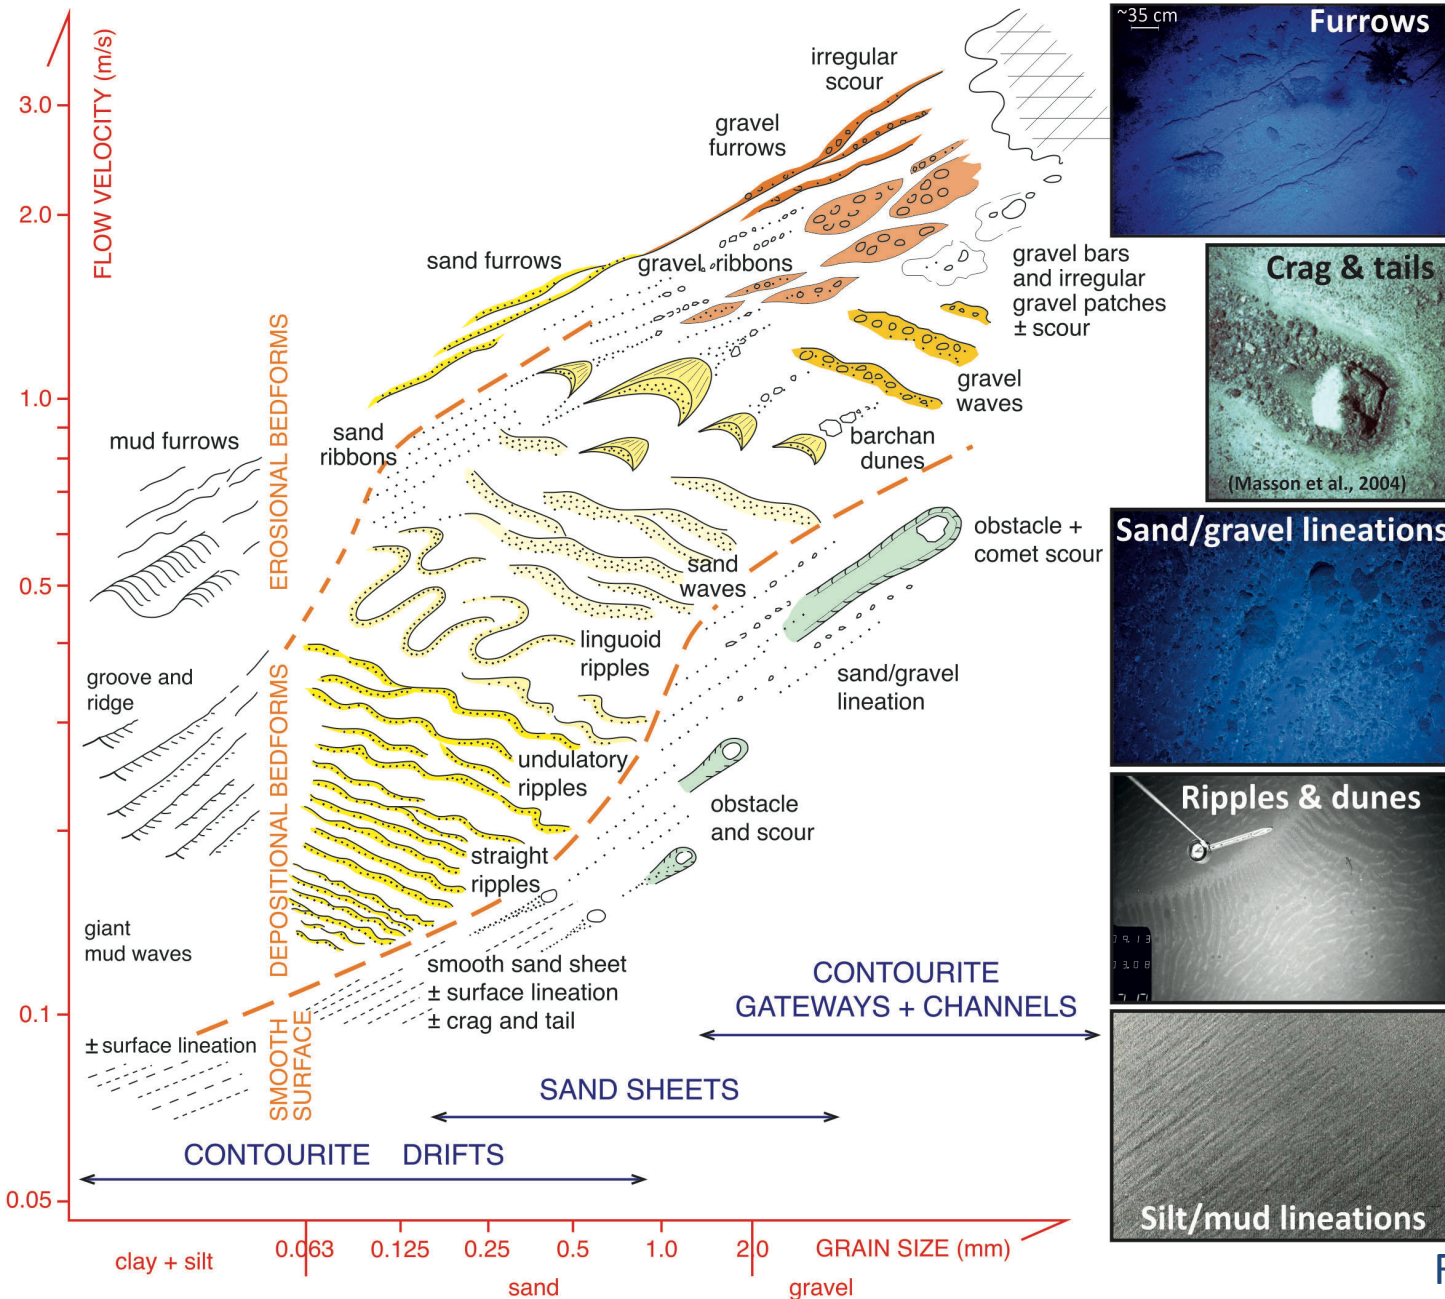 FLOW VELOCITY (m/s)
3.0
2.0
1.0
0.5
0.1
0.05
irregular
scour
gravel
furrows
sand furrows
gravel ribbons
gravel bars
and irregular
gravel patches
± scour
gravel
waves
barchan
dunes
sand
ribbons
mud furrows
EROSIONAL BEDFORMS
obstacle +
comet scour
sand
waves
linguoid
ripples
sand/gravel
lineation
groove and
ridge
DEPOSITIONAL BEDFORMS
undulatory
ripples
obstacle
and scour
straight
ripples
giant
mud waves
smooth sand sheet
± surface lineation
± crag and tail
CONTOURITE
GATEWAYS + CHANNELS
± surface lineation
SMOOTH
SURFACE
SAND SHEETS
CONTOURITE DRIFTS
0.063
0.125
0.25
0.5
1.0
2.0
GRAIN SIZE (mm)
clay + silt
sand
gravel
~35 cm
Furrows
Crag & tails
(Masson et al., 2004)
Sand/gravel lineations
Ripples & dunes
09.13
03.08
Silt/mud lineations